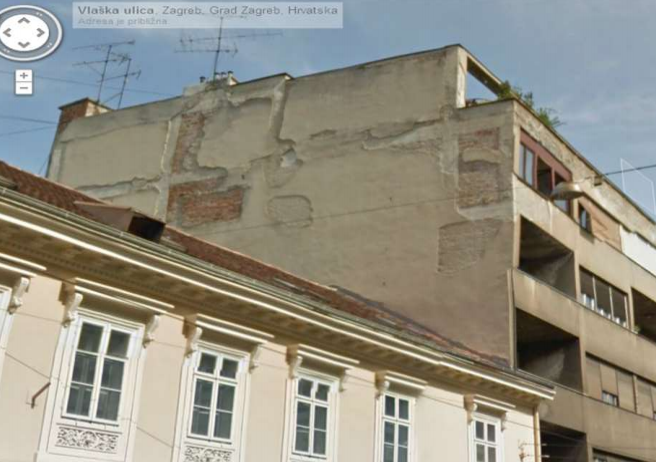 Vlaška ulica, Zagreb, Grad Zagreb, Hrvatska
Adresa je približna